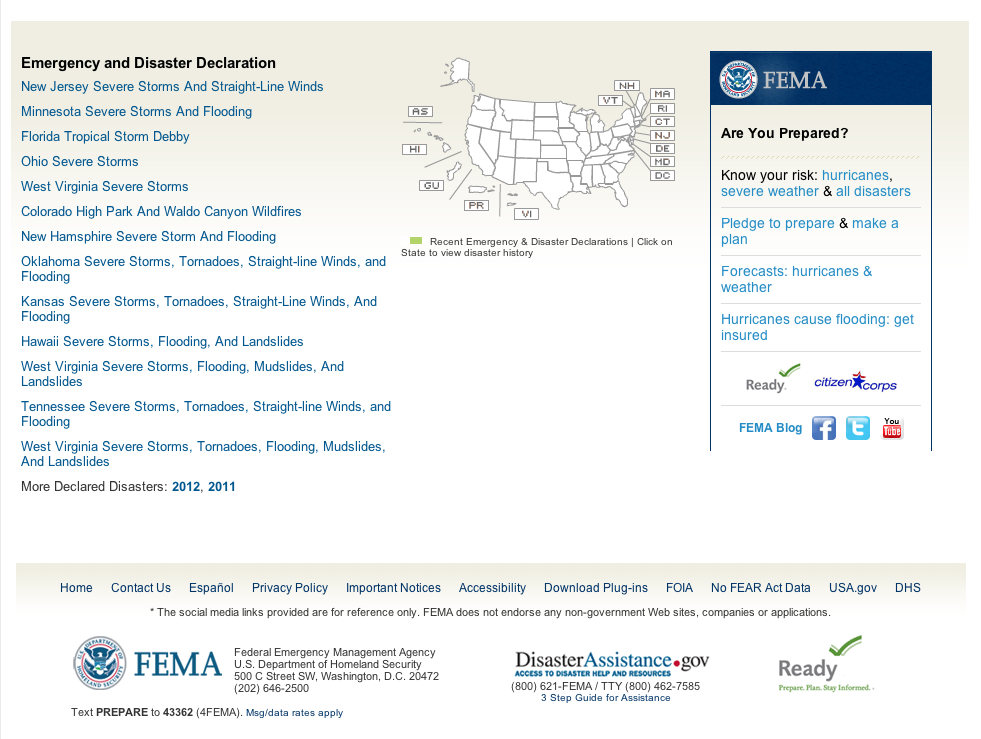 Emergency and Disaster Declaration
New Jersey Severe Storms And Straight-Line Winds
Minnesota Severe Storms And Flooding
Florida Tropical Storm Debby
Ohio Severe Storms
West Virginia Severe Storms
Colorado High Park And Waldo Canyon Wildfires
New Hamsphire Severe Storm And Flooding
Oklahoma Severe Storms, Tornadoes, Straight-line Winds, and
Flooding
Kansas Severe Storms, Tornadoes, Straight-Line Winds, And
Flooding
Hawaii Severe Storms, Flooding, And Landslides
West Virginia Severe Storms, Flooding, Mudslides, And
Landslides
Tennessee Severe Storms, Tornadoes, Straight-line Winds, and
Flooding
West Virginia Severe Storms, Tornadoes, Flooding, Mudslides,
And Landslides
More Declared Disasters: 2012, 2011
NH
VT
MA
RI
CT
NJ
DE
MD
DC
AS
HI
GU
PR
VI
Recent Emergency & Disaster Declarations | Click on
State to view disaster history
FEMA
Are You Prepared?
Know your risk: hurricanes,
severe weather & all disasters
Pledge to prepare & make a
plan
Forecasts: hurricanes &
weather
Hurricanes cause flooding: get
insured
Ready
citizen corps
FEMA Blog
You
Tube
Home Contact Us Español Privacy Policy Important Notices Accessibility Download Plug-ins FOIA No FEAR Act Data USA.gov DHS
* The social media links provided are for reference only. FEMA does not endorse any non-government Web sites, companies or applications.
U.S. DEPARTMENT OF
HOMELAND SECURITY
FEMA
Federal Emergency Management Agency
U.S. Department of Homeland Security
500 C Street SW, Washington, D.C. 20472
(202) 646-2500
Text PREPARE to 43362 (4FEMA). Msg/data rates apply
DisasterAssistance.gov
ACCESS TO DISASTER HELP AND RESOURCES
(800) 621-FEMA / TTY (800) 462-7585
3 Step Guide for Assistance
Ready
Prepare. Plan. Stay Informed.